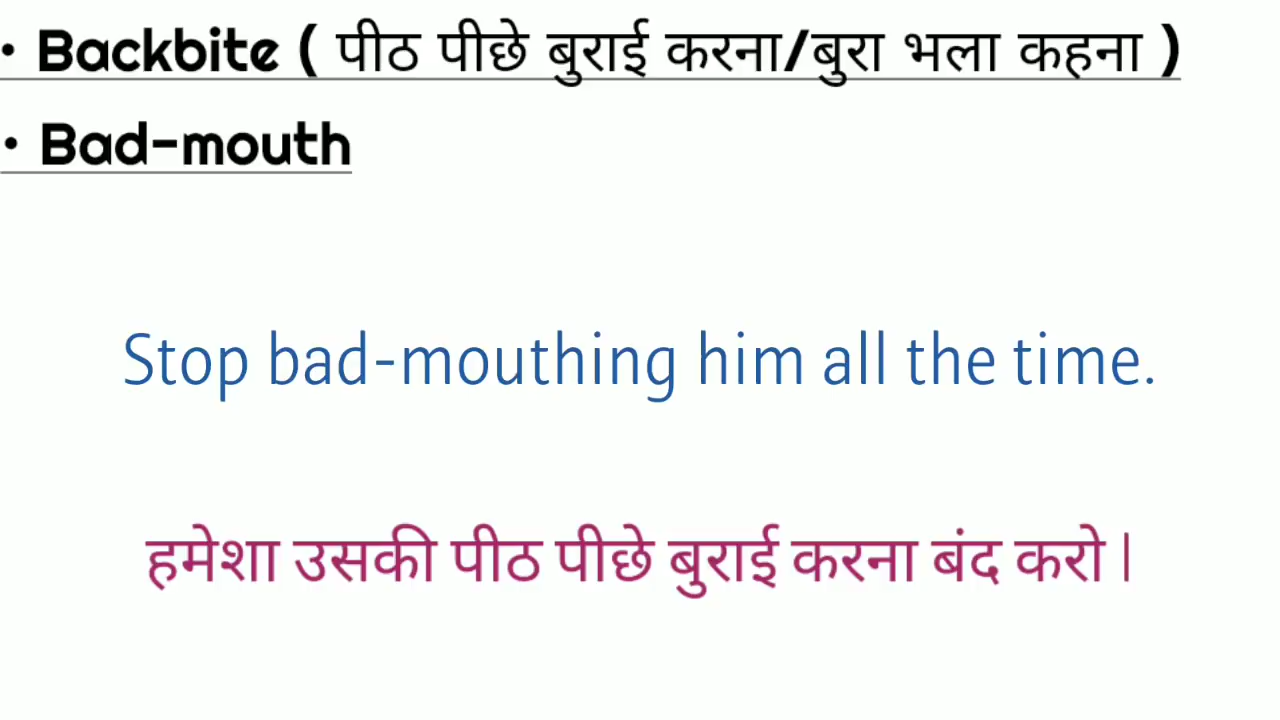 • Backbite ( पीठ पीछे बुराई करना/बुरा भला कहना )
• Bad-mouth
Stop bad-mouthing him all the time.
हमेशा उसकी पीठ पीछे बुराई करना बंद करो |